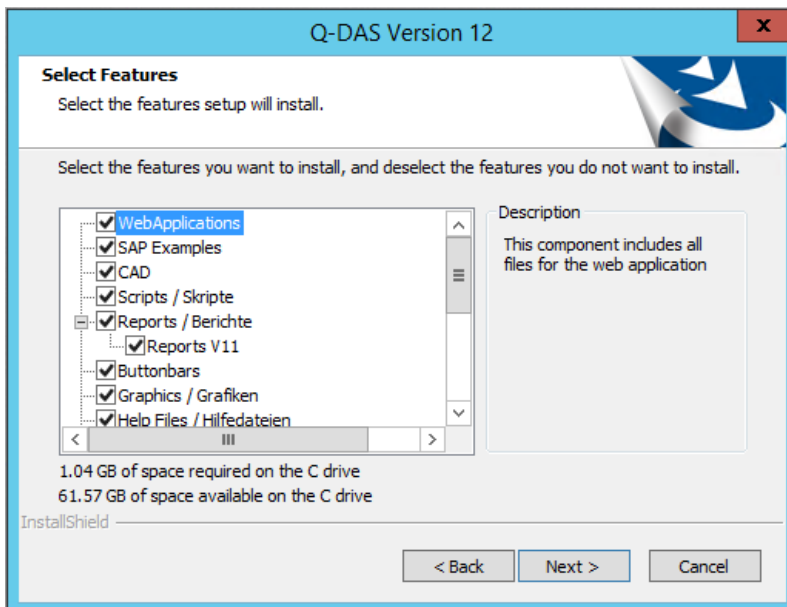 Q-DAS Version 12
x
Select Features
Select the features setup will install.
Select the features you want to install, and deselect the features you do not want to install.
WebApplications
SAP Examples
CAD
Scripts / Skripte
Reports / Berichte
Reports V11
Buttonbars
Graphics / Grafiken
Help Files / Hilfedateien
Description
This component includes all
files for the web application
1.04 GB of space required on the C drive
61.57 GB of space available on the C drive
InstallShield
< Back
Next >
Cancel